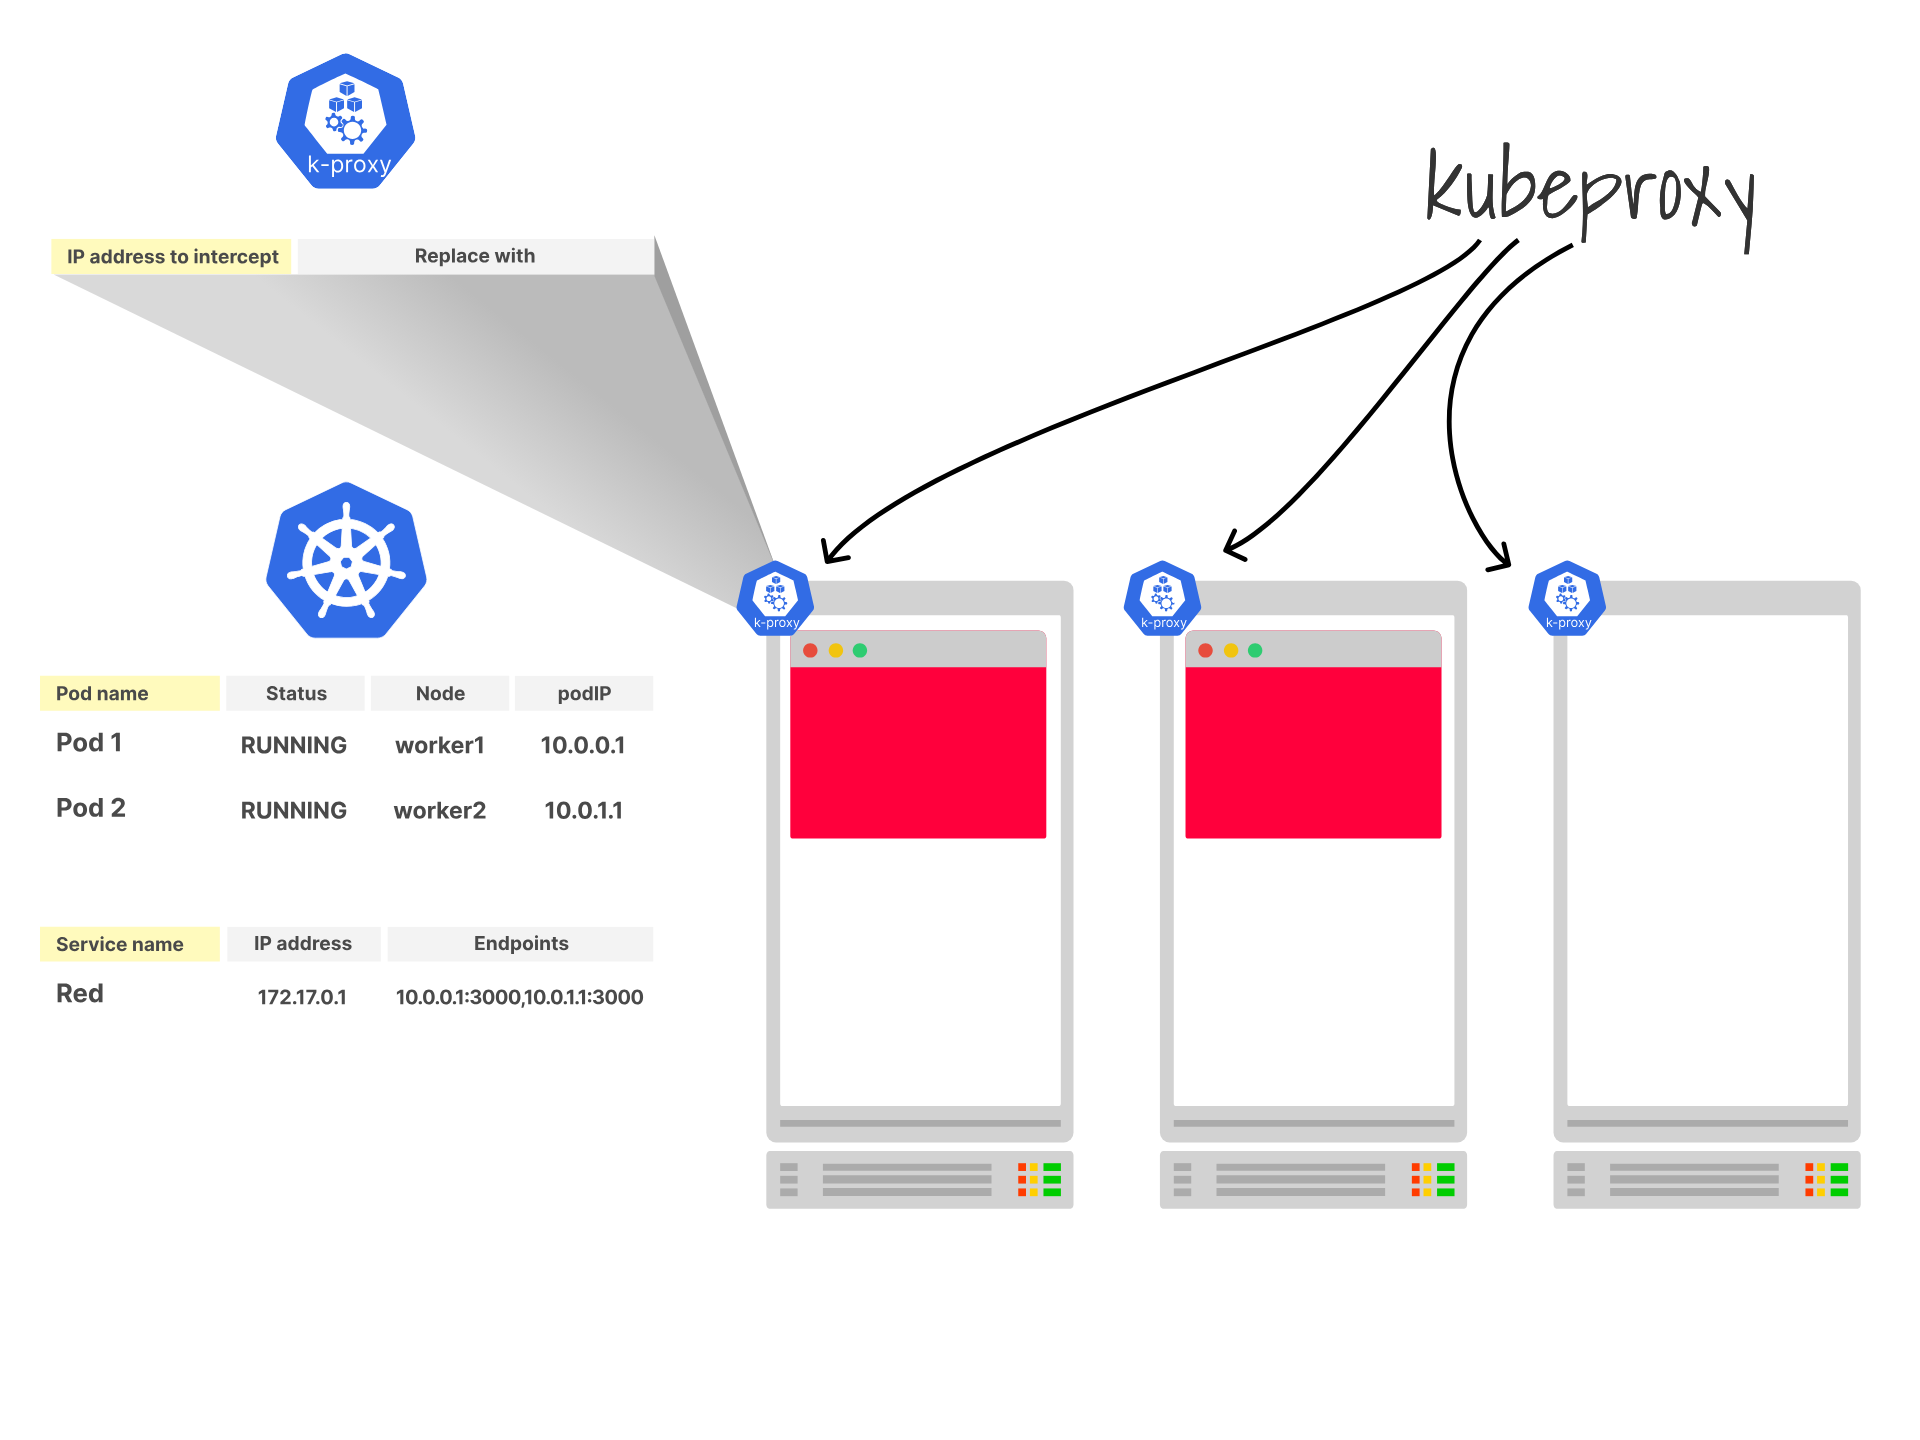 k-proxy
kubeproxy
IP address to intercept Replace with
k-proxy k-proxy k-proxy
Pod name Status Node podIP
Pod 1 RUNNING worker1 10.0.0.1
Pod 2 RUNNING worker2 10.0.1.1
Service name IP address Endpoints
Red 172.17.0.1 10.0.0.1:3000,10.0.1.1:3000